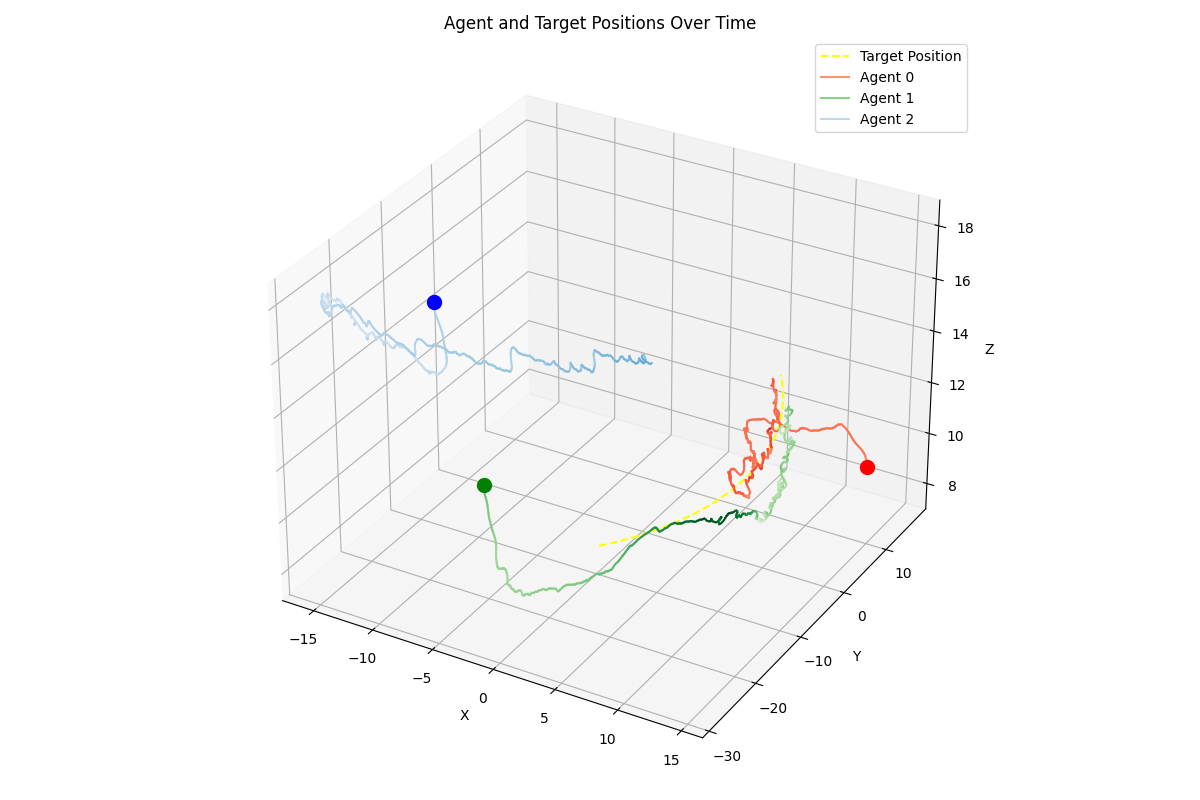 Agent and Target Positions Over Time
Target Position
Agent 0
Agent 1
Agent 2
18
16
14
12
10
8
Z
10
0
−10
−20
−30
Y
−15
−10
−5
0
5
10
15
X